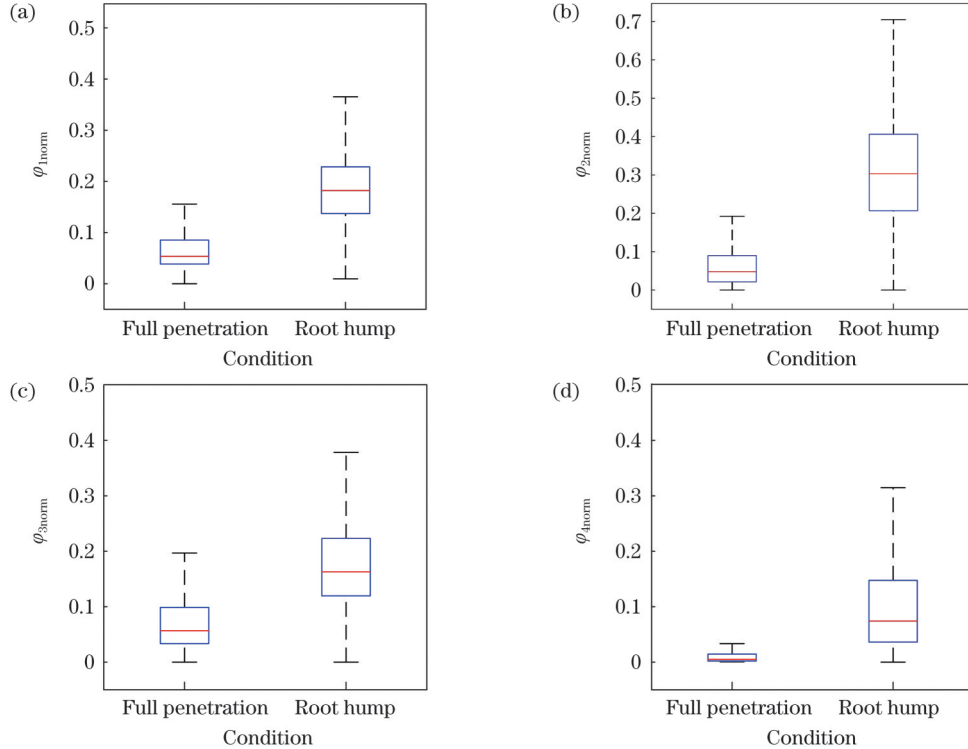 (a)
0.5
0.4
0.3
0.2
0.1
0
φ1norm
Full penetration Root hump
Condition
(b)
0.7
0.6
0.5
0.4
0.3
0.2
0.1
0
φ2norm
Full penetration Root hump
Condition
(c)
0.5
0.4
0.3
0.2
0.1
0
φ3norm
Full penetration Root hump
Condition
(d)
0.5
0.4
0.3
0.2
0.1
0
φ4norm
Full penetration Root hump
Condition